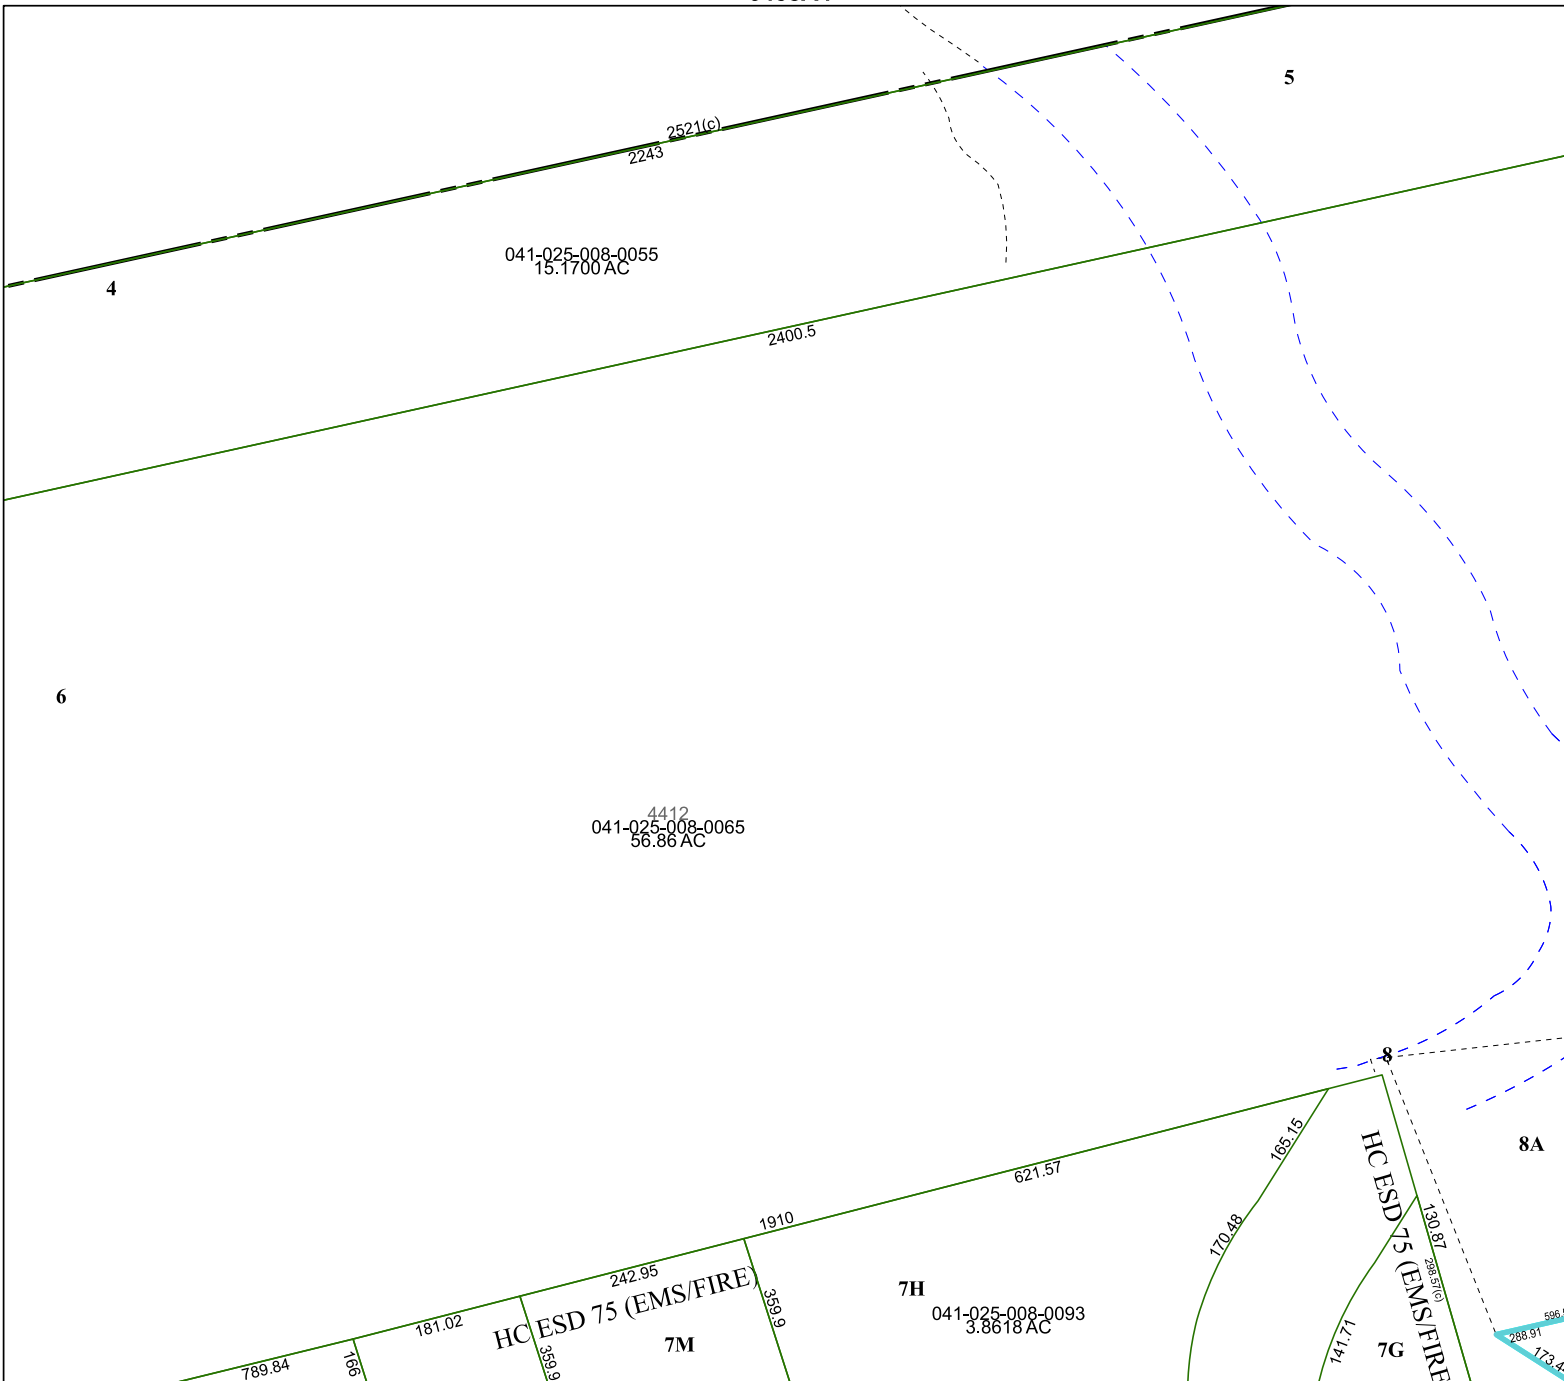 5
2521(c)
2243
041-025-008-0055
15.1700 AC
4
2400.5
6
4412
041-025-008-0065
56.86 AC
8
165.15
HC ESD 75 (EMS/FIRE
8A
621.57
1910
170.48
130.87
242.95
298.57(c)
HC ESD 75 (EMS/FIRE)
7H
359.9
041-025-008-0093
3.8618 AC
181.02
7M
359.9
141.71
7G
288.91
789.84
166